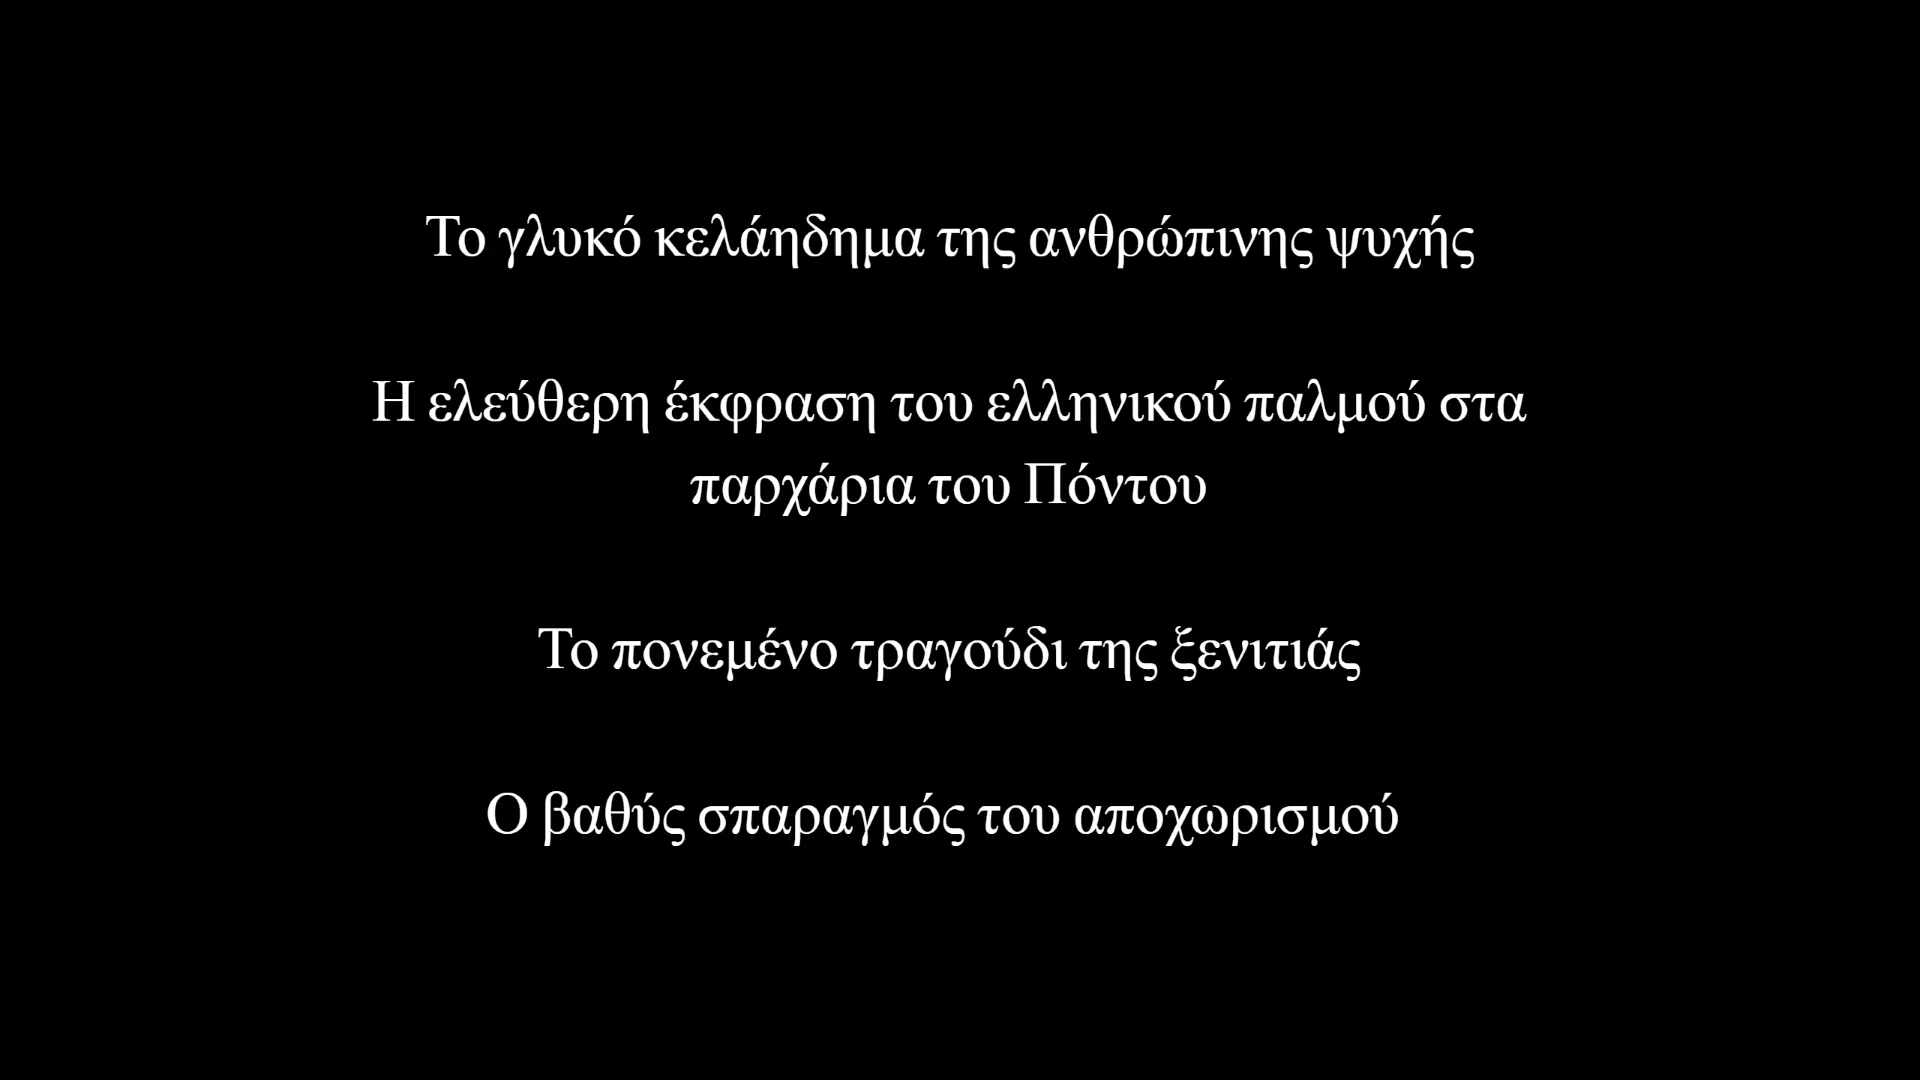 Το γλυκό κελάηδημα της ανθρώπινης ψυχής
Η ελεύθερη έκφραση του ελληνικού παλμού στα
παρχάρια του Πόντου
Το πονεμένο τραγούδι της ξενιτιάς
Ο βαθύς σπαραγμός του αποχωρισμού